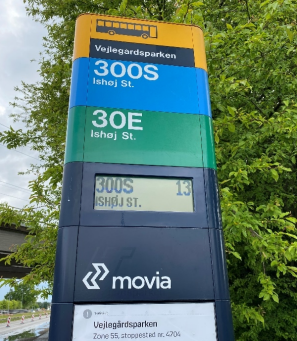 Vejlegårdsparken.
300S
Ishøj St.
30E
Ishøj St.
300S 13
ISHØJ ST.
movia
Vejlegårdsparken
Zone 55, stoppested nr. 4704